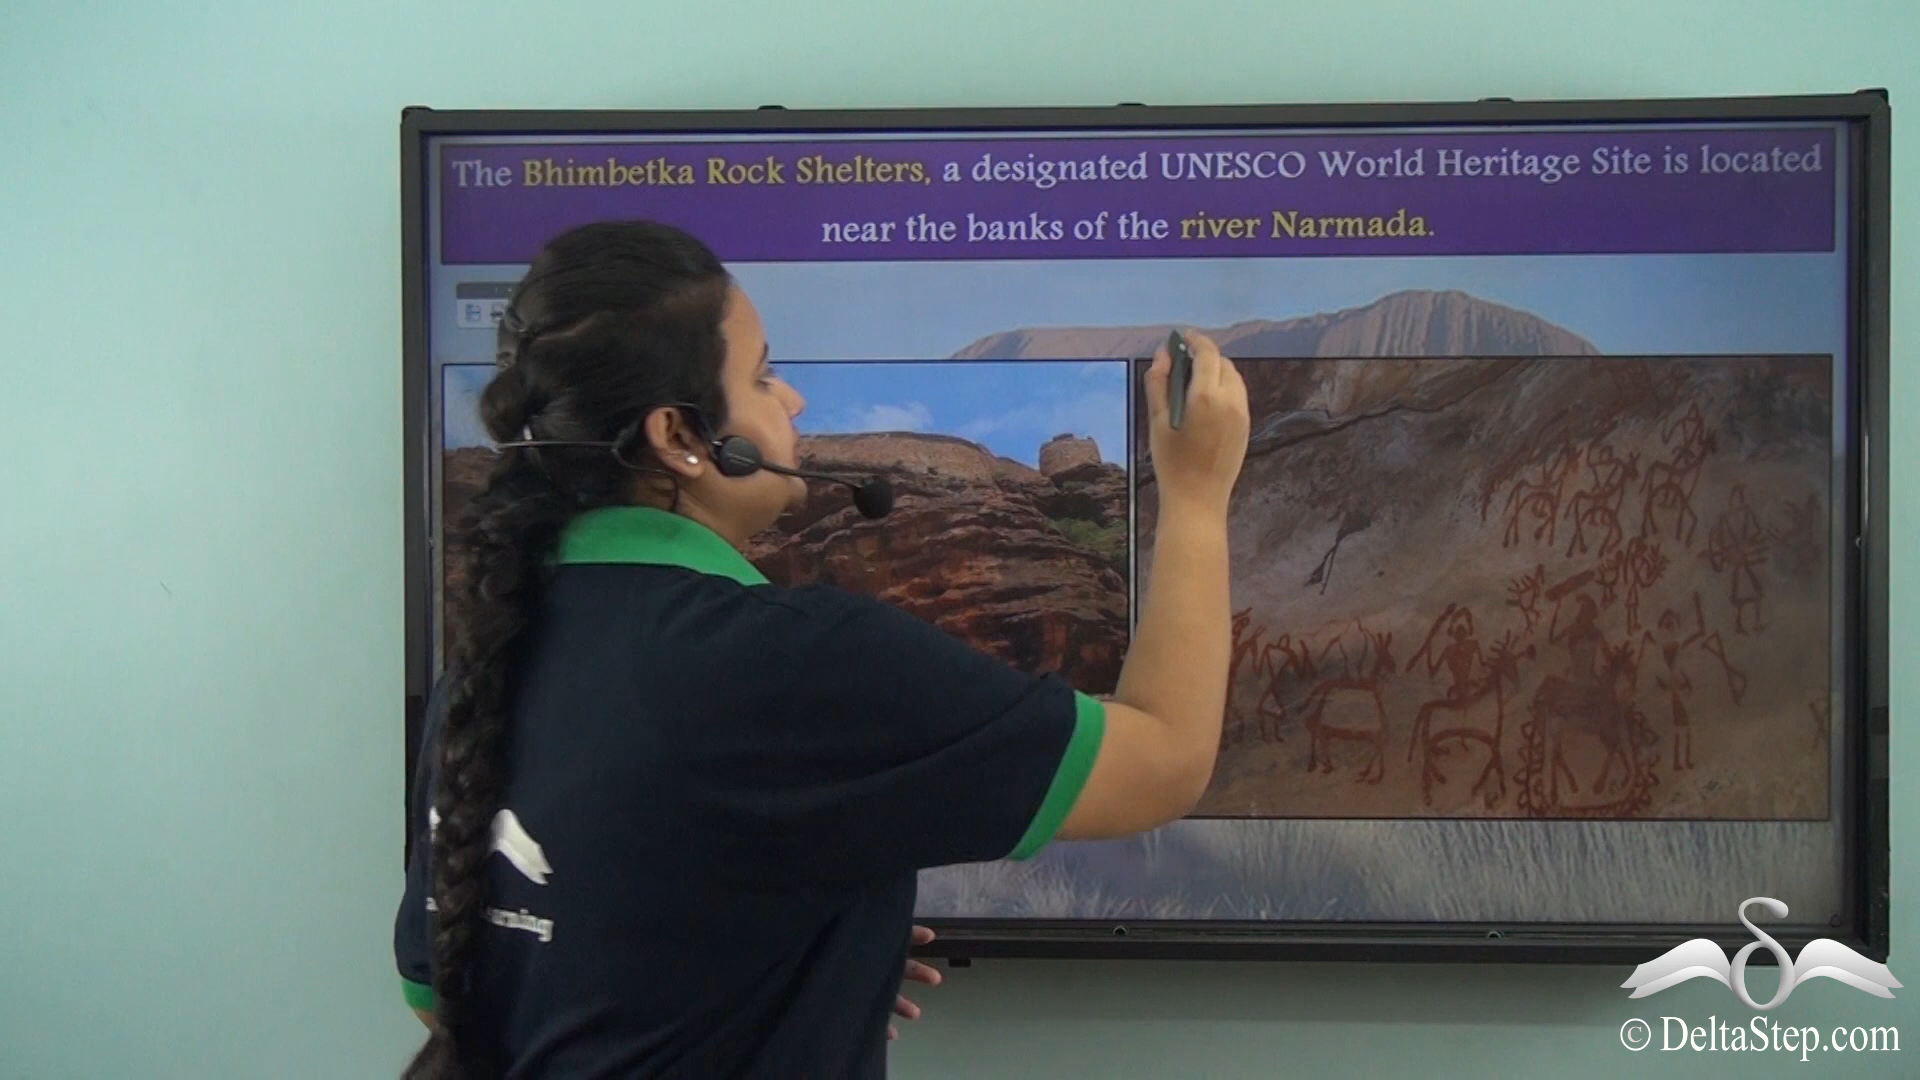 The Bhimbetka Rock Shelters, a designated UNESCO World Heritage Site is located
near the banks of the river Narmada.
© DeltaStep.com